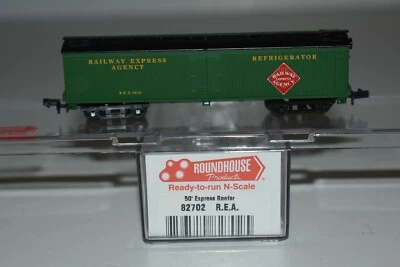 RAILWAY EXPRESS
AGENCY
REFRIGERATOR
RAILWAY
EXPRESS
AGENCY
ROUNDHOUSE
Products
Ready-to-run N-Scale
50' Express Reefer
82702 R.E.A.